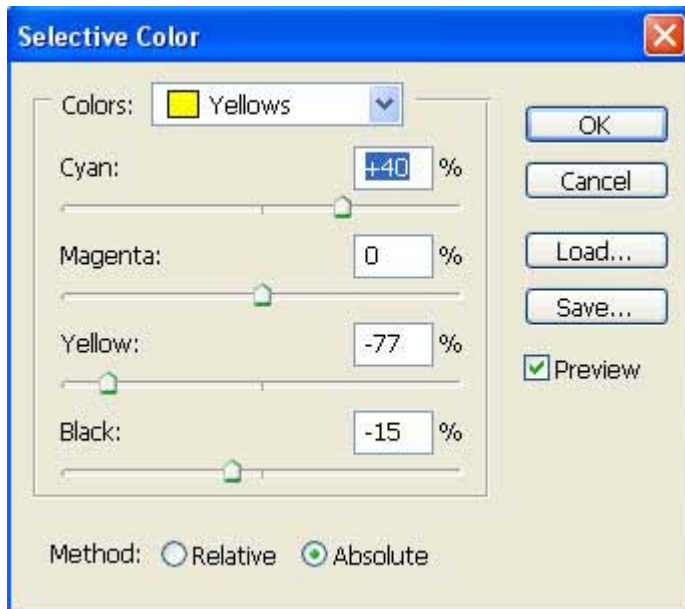 Selective Color
Colors: Yellows
OK
Cyan: +40 %
Cancel
Magenta: 0 %
Load...
Save...
Yellow: -77 %
Preview
Black: -15 %
Method: Relative Absolute